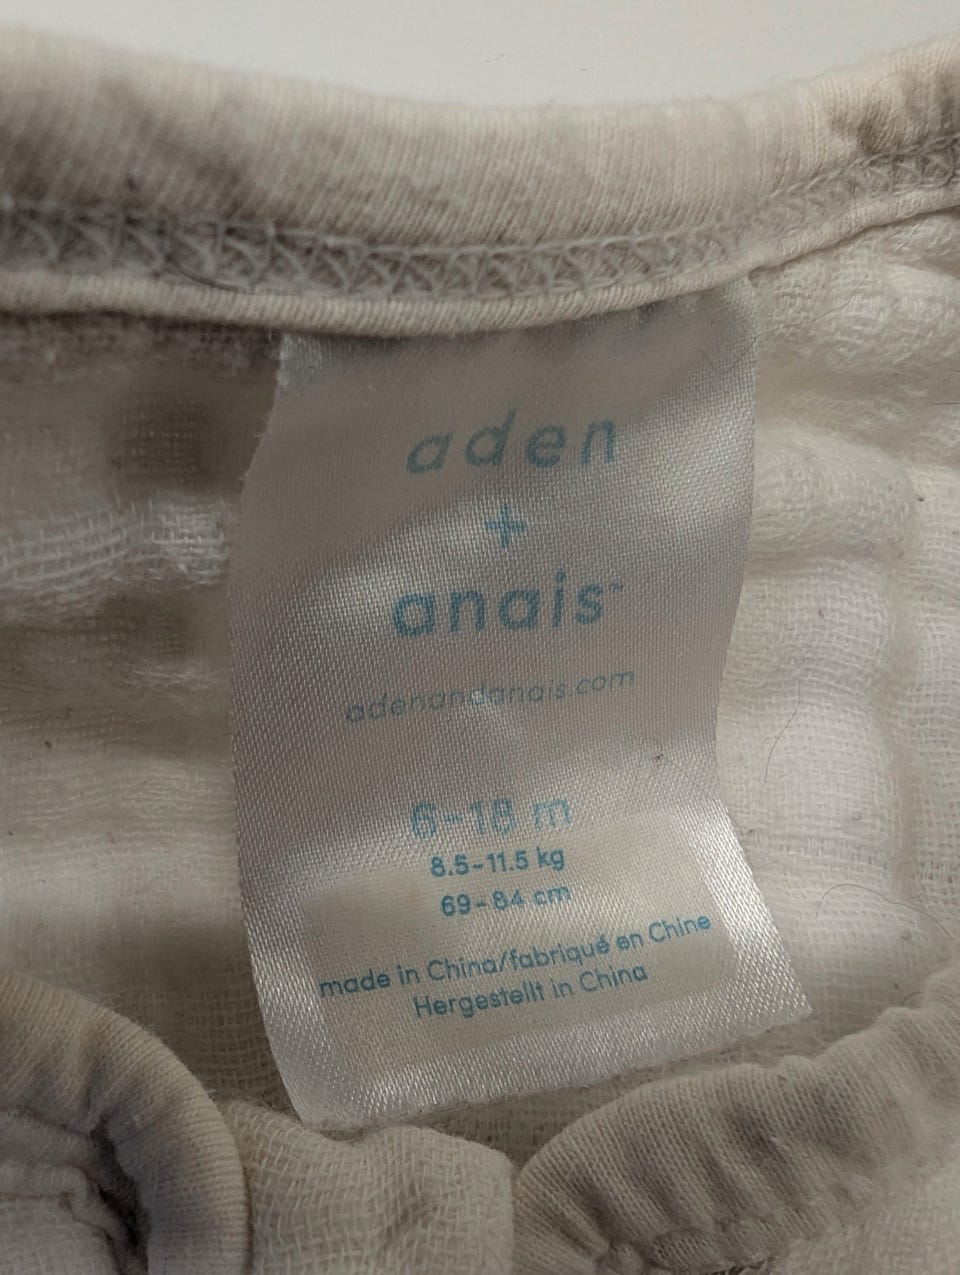 aden
+
anais™
adenandanais.com
6-18 m
8.5-11.5 kg
69-84 cm
made in China/fabriqué en Chine
Hergestellt in China